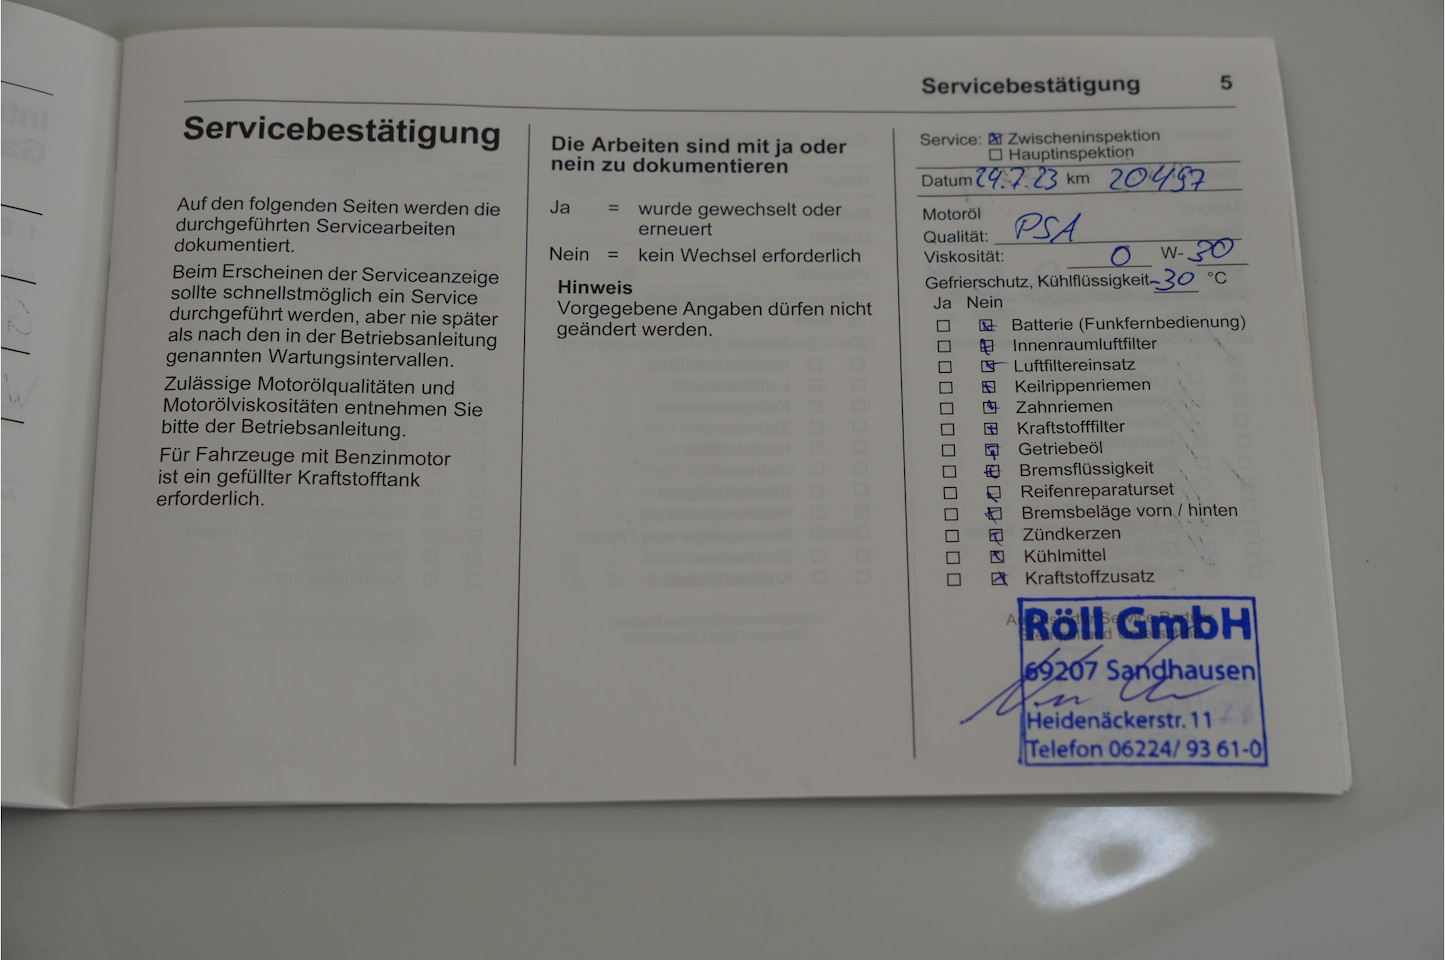 Servicebestätigung 5
Servicebestätigung
Auf den folgenden Seiten werden die
durchgeführten Servicearbeiten
dokumentiert.
Beim Erscheinen der Serviceanzeige
sollte schnellstmöglich ein Service
durchgeführt werden, aber nie später
als nach den in der Betriebsanleitung
genannten Wartungsintervallen.
Zulässige Motorölqualitäten und
Motorölviskositäten entnehmen Sie
bitte der Betriebsanleitung.
Für Fahrzeuge mit Benzinmotor
ist ein gefüllter Kraftstofftank
erforderlich.
Die Arbeiten sind mit ja oder
nein zu dokumentieren
Ja = wurde gewechselt oder
erneuert
Nein = kein Wechsel erforderlich
Hinweis
Vorgegebene Angaben dürfen nicht
geändert werden.
Service: ☒ Zwischeninspektion
☐ Hauptinspektion
Datum 24.7.23 km 20497
Motoröl
Qualität: PSA
Viskosität: 0 W- 30
Gefrierschutz, Kühlflüssigkeit -30 °C
Ja Nein
☐ ☒ Batterie (Funkfernbedienung)
☐ ☒ Innenraumluftfilter
☐ ☒ Luftfiltereinsatz
☐ ☒ Keilrippenriemen
☐ ☒ Zahnriemen
☐ ☒ Kraftstofffilter
☐ ☒ Getriebeöl
☐ ☒ Bremsflüssigkeit
☐ ☒ Reifenreparaturset
☐ ☒ Bremsbeläge vorn / hinten
☐ ☒ Zündkerzen
☐ ☒ Kühlmittel
☐ ☒ Kraftstoffzusatz
Röll GmbH
69207 Sandhausen
Heidenäckerstr. 11
Telefon 06224/ 93 61-0